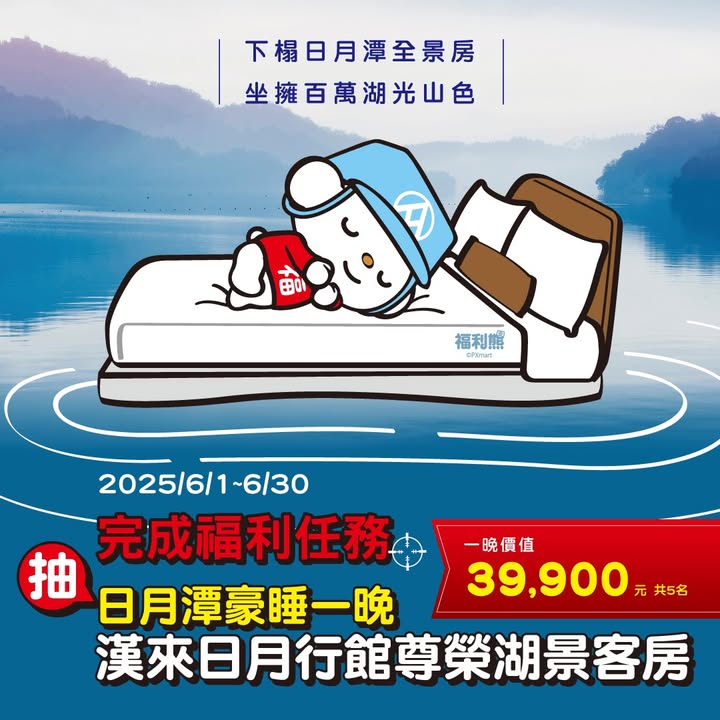 下榻日月潭全景房
坐擁百萬湖光山色
福
福利熊
©PXmart
2025/6/1~6/30
完成福利任務
抽
日月潭豪睡一晚
漢來日月行館尊榮湖景客房
一晚價值
39,900元 共5名